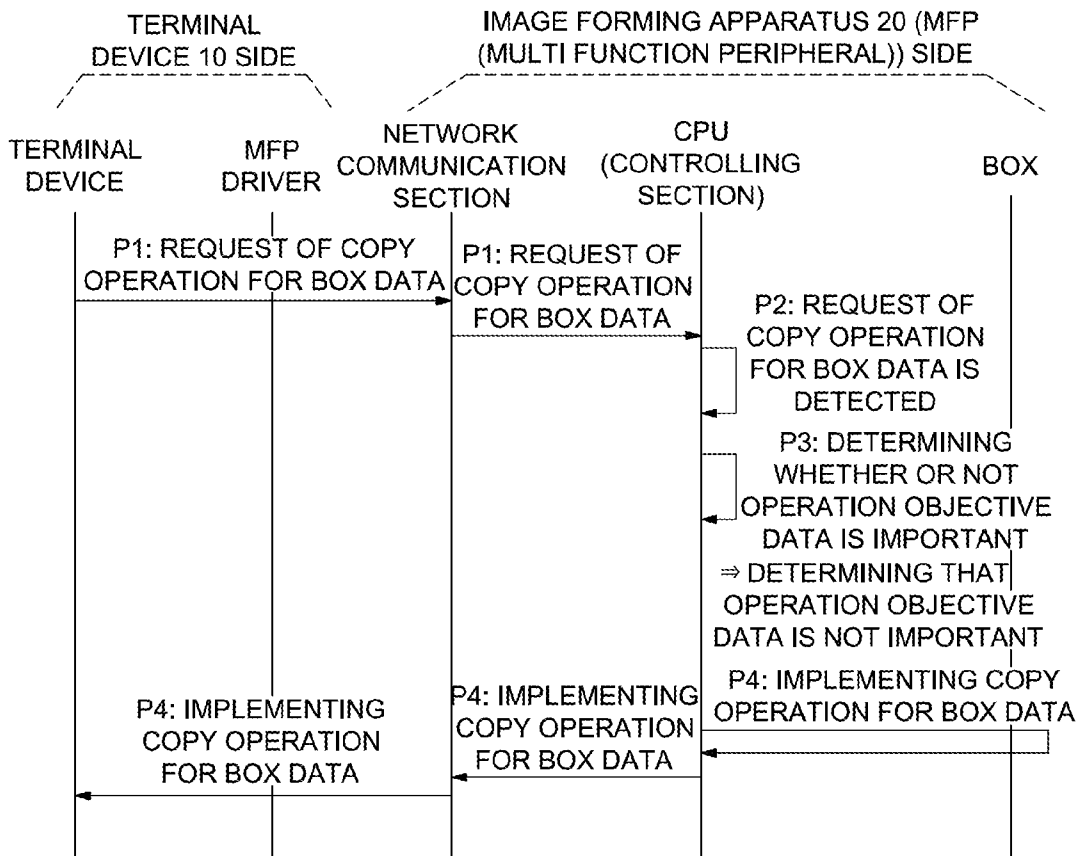 TERMINAL
DEVICE 10 SIDE
IMAGE FORMING APPARATUS 20 (MFP
(MULTI FUNCTION PERIPHERAL)) SIDE
TERMINAL
DEVICE
MFP
DRIVER
NETWORK
COMMUNICATION
SECTION
CPU
(CONTROLLING
SECTION)
BOX
P1: REQUEST OF COPY
OPERATION FOR BOX DATA
P1: REQUEST OF
COPY OPERATION
FOR BOX DATA
P2: REQUEST OF
COPY OPERATION
FOR BOX DATA IS
DETECTED
P3: DETERMINING
WHETHER OR NOT
OPERATION OBJECTIVE
DATA IS IMPORTANT
⇒ DETERMINING THAT
OPERATION OBJECTIVE
DATA IS NOT IMPORTANT
P4: IMPLEMENTING COPY
OPERATION FOR BOX DATA
P4: IMPLEMENTING
COPY OPERATION
FOR BOX DATA
P4: IMPLEMENTING
COPY OPERATION
FOR BOX DATA